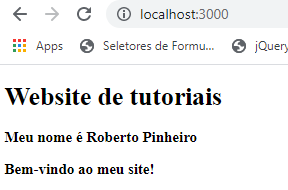 localhost:3000
Apps Seletores de Formu... jQuery
Website de tutoriais
Meu nome é Roberto Pinheiro
Bem-vindo ao meu site!